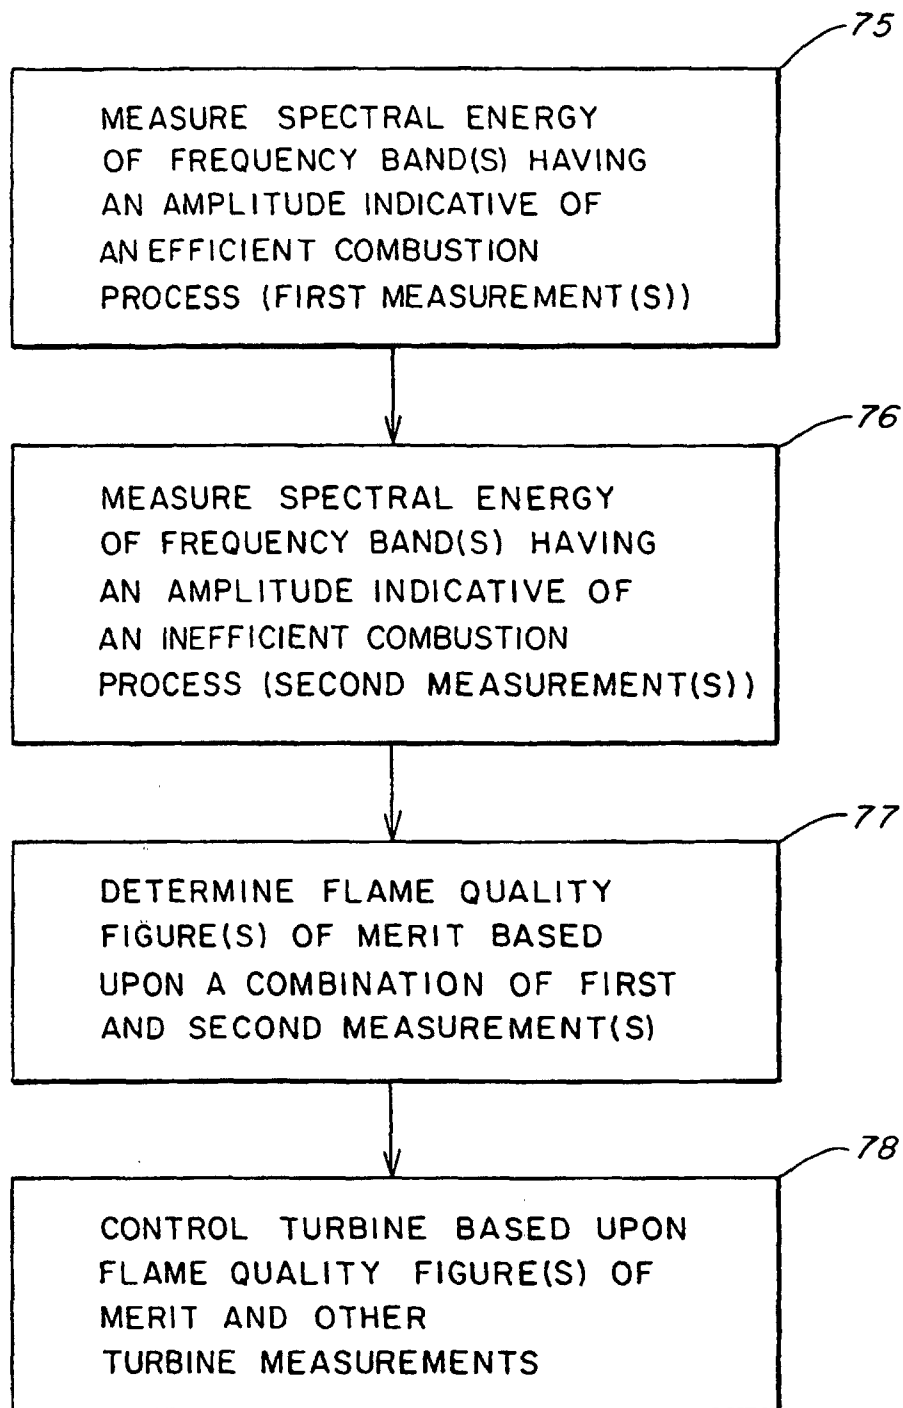 75
MEASURE SPECTRAL ENERGY
OF FREQUENCY BAND(S) HAVING
AN AMPLITUDE INDICATIVE OF
AN EFFICIENT COMBUSTION
PROCESS (FIRST MEASUREMENT(S))
76
MEASURE SPECTRAL ENERGY
OF FREQUENCY BAND(S) HAVING
AN AMPLITUDE INDICATIVE OF
AN INEFFICIENT COMBUSTION
PROCESS (SECOND MEASUREMENT(S))
77
DETERMINE FLAME QUALITY
FIGURE(S) OF MERIT BASED
UPON A COMBINATION OF FIRST
AND SECOND MEASUREMENT(S)
78
CONTROL TURBINE BASED UPON
FLAME QUALITY FIGURE(S) OF
MERIT AND OTHER
TURBINE MEASUREMENTS